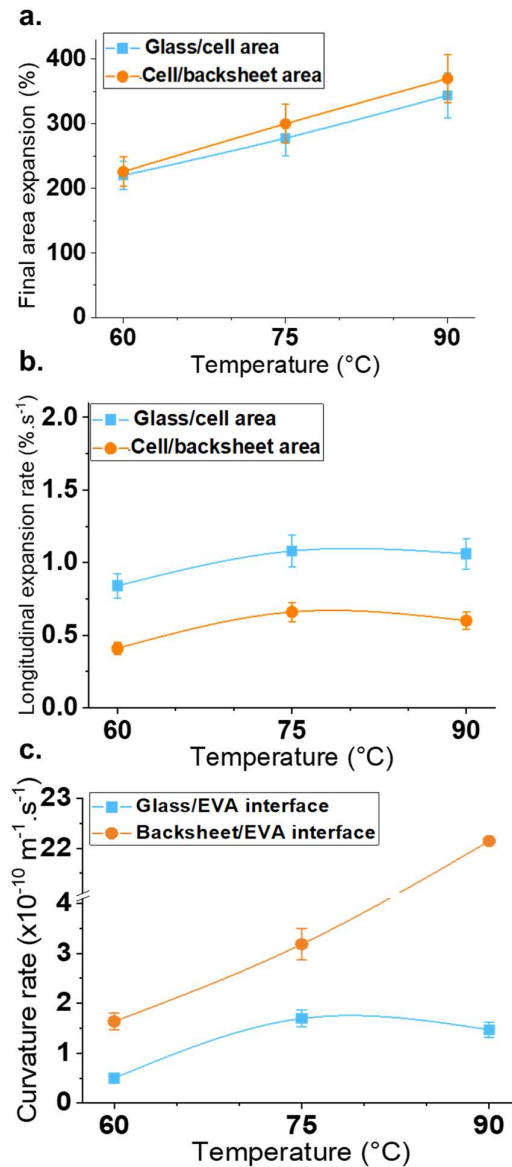 a.
Glass/cell area
Cell/backsheet area
Final area expansion (%)
400
300
200
100
0
60
75
90
Temperature (°C)
b.
Glass/cell area
Cell/backsheet area
Longitudinal expansion rate (%.s⁻¹)
2.0
1.5
1.0
0.5
0.0
60
75
90
Temperature (°C)
c.
Glass/EVA interface
Backsheet/EVA interface
Curvature rate (x10⁻¹⁰ m⁻¹.s⁻¹)
23
22
4
3
2
1
0
60
75
90
Temperature (°C)